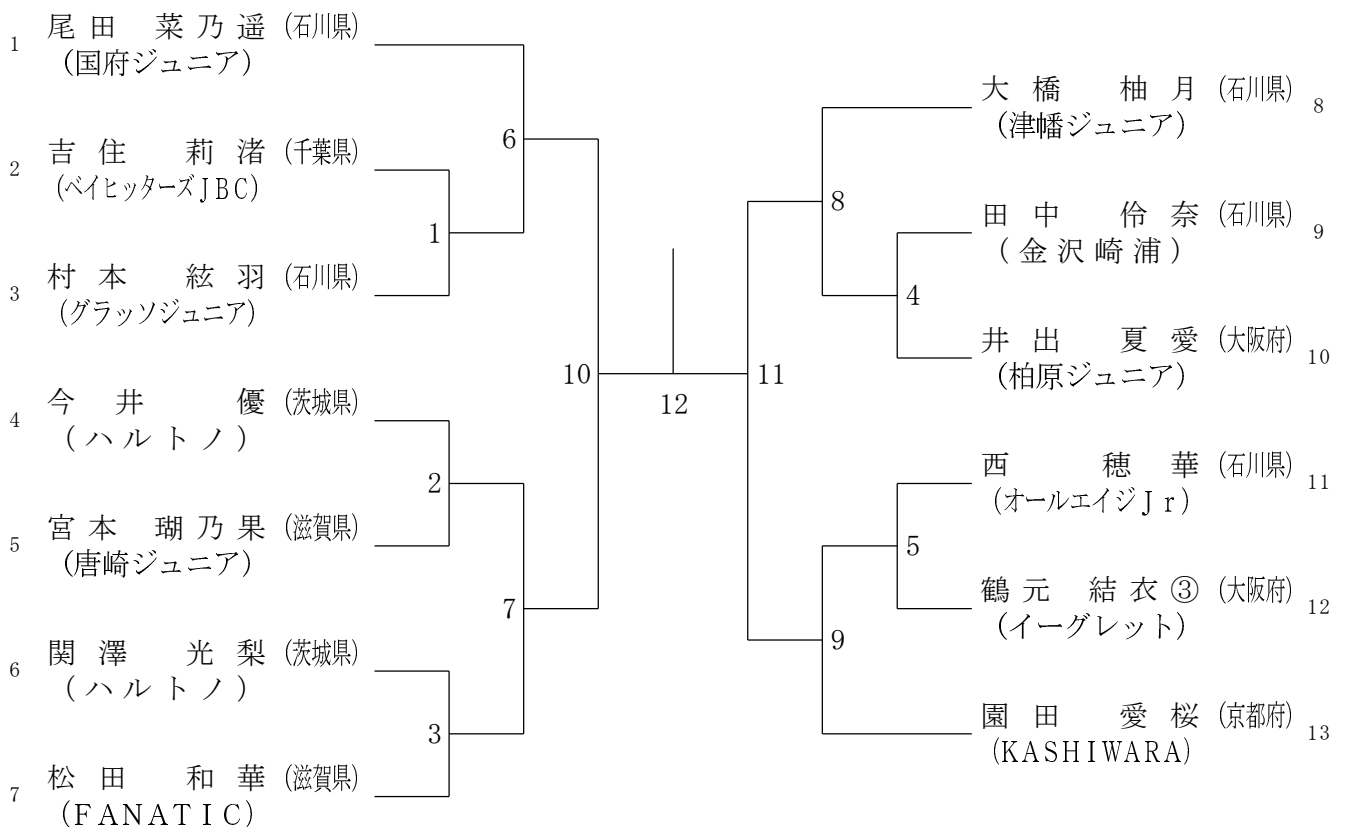 1 尾田 菜乃遥 (石川県)
(国府ジュニア)
2 吉住 莉渚 (千葉県)
(ベイヒッターズJBC)
3 村本 絃羽 (石川県)
(グラッソジュニア)
4 今井 優 (茨城県)
(ハルトノ)
5 宮本 瑚乃果 (滋賀県)
(唐崎ジュニア)
6 関澤 光梨 (茨城県)
(ハルトノ)
7 松田 和華 (滋賀県)
(FANATIC)
6
1
10
2
7
3
12
大橋 柚月 (石川県) 8
(津幡ジュニア)
田中 伶奈 (石川県) 9
(金沢崎浦)
井出 夏愛 (大阪府) 10
(柏原ジュニア)
西 穂華 (石川県) 11
(オールエイジJr)
鶴元 結衣③ (大阪府) 12
(イーグレット)
園田 愛桜 (京都府) 13
(KASHIWARA)
8
4
11
5
9